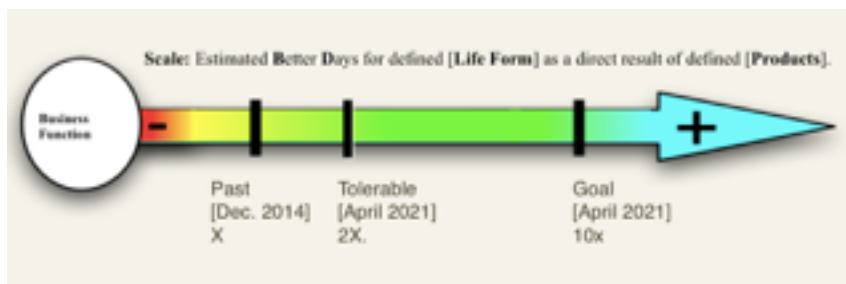 Scale: Estimated Better Days for defined [Life Form] as a direct result of defined [Products].
Business
Function
-
+
Past
[Dec. 2014]
X
Tolerable
[April 2021]
2X.
Goal
[April 2021]
10x